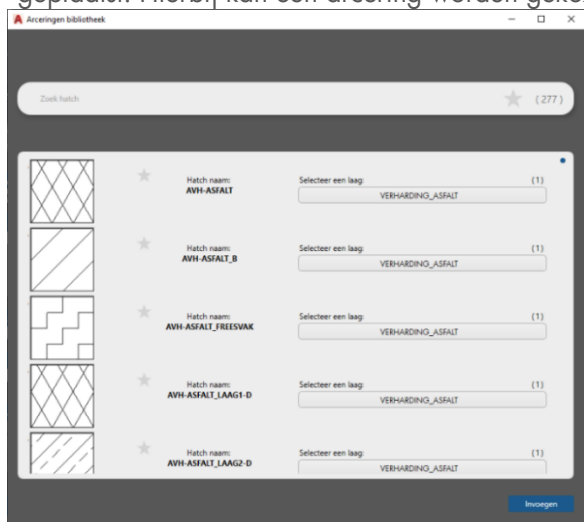 geplaatst. Hierbij kan een arcering worden geko
Arceringen bibliotheek
Zoek hatch (277)
Hatch naam: Selecteer een laag: (1)
AVH-ASFALT VERHARDING_ASFALT
Hatch naam: Selecteer een laag: (1)
AVH-ASFALT_B VERHARDING_ASFALT
Hatch naam: Selecteer een laag: (1)
AVH-ASFALT_FREESVAK VERHARDING_ASFALT
Hatch naam: Selecteer een laag: (1)
AVH-ASFALT_LAAG1-D VERHARDING_ASFALT
Hatch naam: Selecteer een laag: (1)
AVH-ASFALT_LAAG2-D VERHARDING_ASFALT
Invoegen